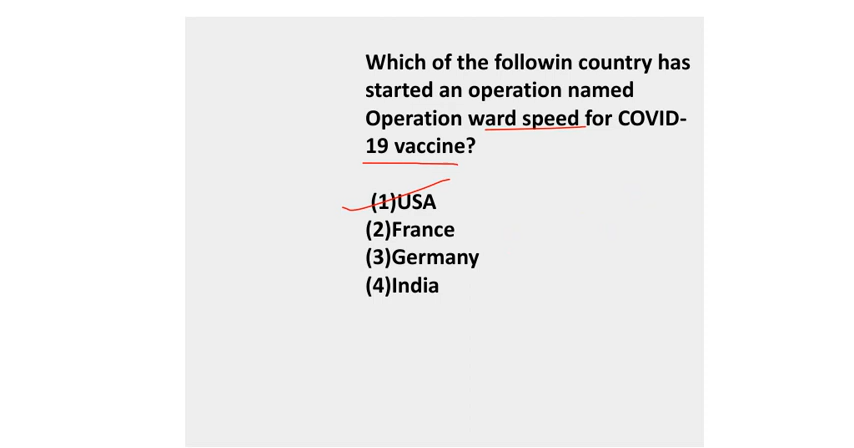 Which of the followin country has
started an operation named
Operation ward speed for COVID-
19 vaccine?
(1)USA
(2)France
(3)Germany
(4)India